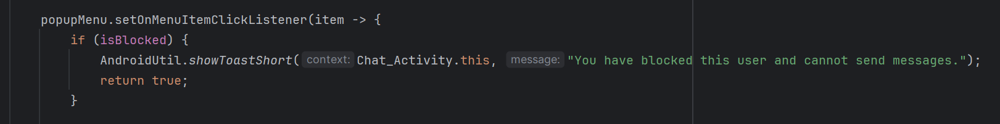 popupMenu.setOnMenuItemClickListener(item -> {
if (isBlocked) {
AndroidUtil.showToastShort( context: Chat_Activity.this, message: "You have blocked this user and cannot send messages.");
return true;
}